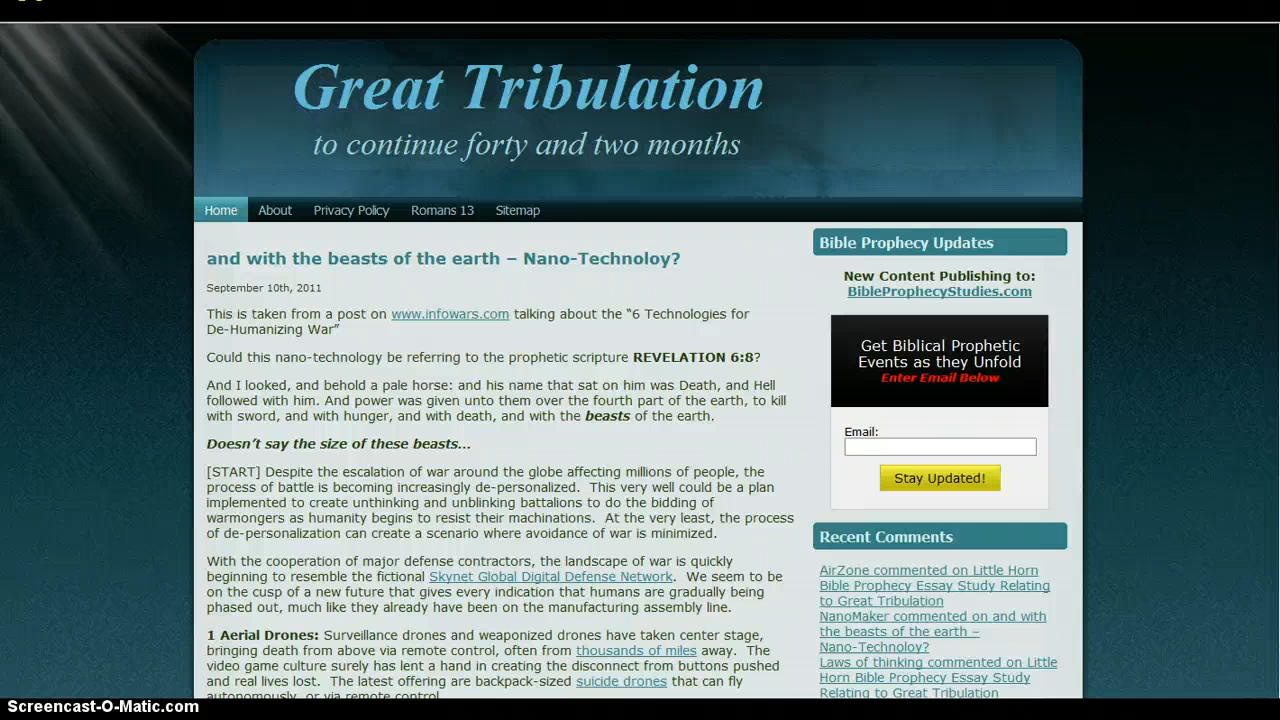 Great Tribulation
to continue forty and two months
Home About Privacy Policy Romans 13 Sitemap
and with the beasts of the earth – Nano-Technoloy?
September 10th, 2011
This is taken from a post on www.infowars.com talking about the “6 Technologies for
De-Humanizing War”
Could this nano-technology be referring to the prophetic scripture REVELATION 6:8?
And I looked, and behold a pale horse: and his name that sat on him was Death, and Hell
followed with him. And power was given unto them over the fourth part of the earth, to kill
with sword, and with hunger, and with death, and with the beasts of the earth.
Doesn’t say the size of these beasts…
[START] Despite the escalation of war around the globe affecting millions of people, the
process of battle is becoming increasingly de-personalized.  This very well could be a plan
implemented to create unthinking and unblinking battalions to do the bidding of
warmongers as humanity begins to resist their machinations.  At the very least, the process
of de-personalization can create a scenario where avoidance of war is minimized.
With the cooperation of major defense contractors, the landscape of war is quickly
beginning to resemble the fictional Skynet Global Digital Defense Network.  We seem to be
on the cusp of a new future that gives every indication that humans are gradually being
phased out, much like they already have been on the manufacturing assembly line.
1 Aerial Drones: Surveillance drones and weaponized drones have taken center stage,
bringing death from above via remote control, often from thousands of miles away.  The
video game culture surely has lent a hand in creating the disconnect from buttons pushed
and real lives lost.  The latest offering are backpack-sized suicide drones that can fly
autonomously, or via remote control.
Bible Prophecy Updates
New Content Publishing to:
BibleProphecyStudies.com
Get Biblical Prophetic
Events as they Unfold
Enter Email Below
Email:
Stay Updated!
Recent Comments
AirZone commented on Little Horn
Bible Prophecy Essay Study Relating
to Great Tribulation
NanoMaker commented on and with
the beasts of the earth –
Nano-Technoloy?
Laws of thinking commented on Little
Horn Bible Prophecy Essay Study
Relating to Great Tribulation
Screencast-O-Matic.com